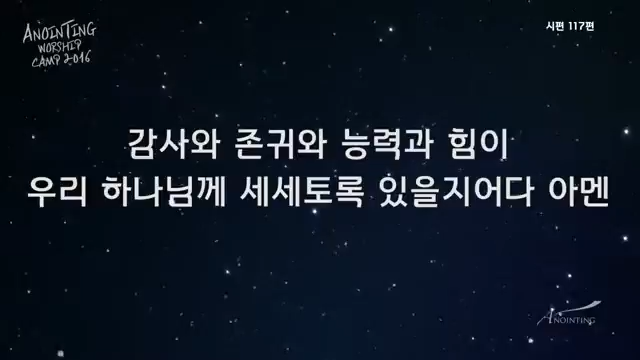 ANOINTING
WORSHIP
CAMP 2016
시편 117편
감사와 존귀와 능력과 힘이
우리 하나님께 세세토록 있을지어다 아멘
ANOINTING